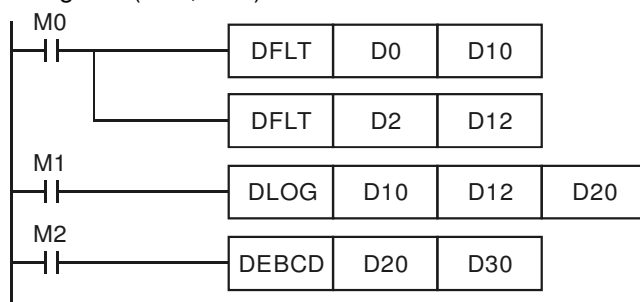 M0
DFLT D0 D10
DFLT D2 D12
M1
DLOG D10 D12 D20
M2
DEBCD D20 D30